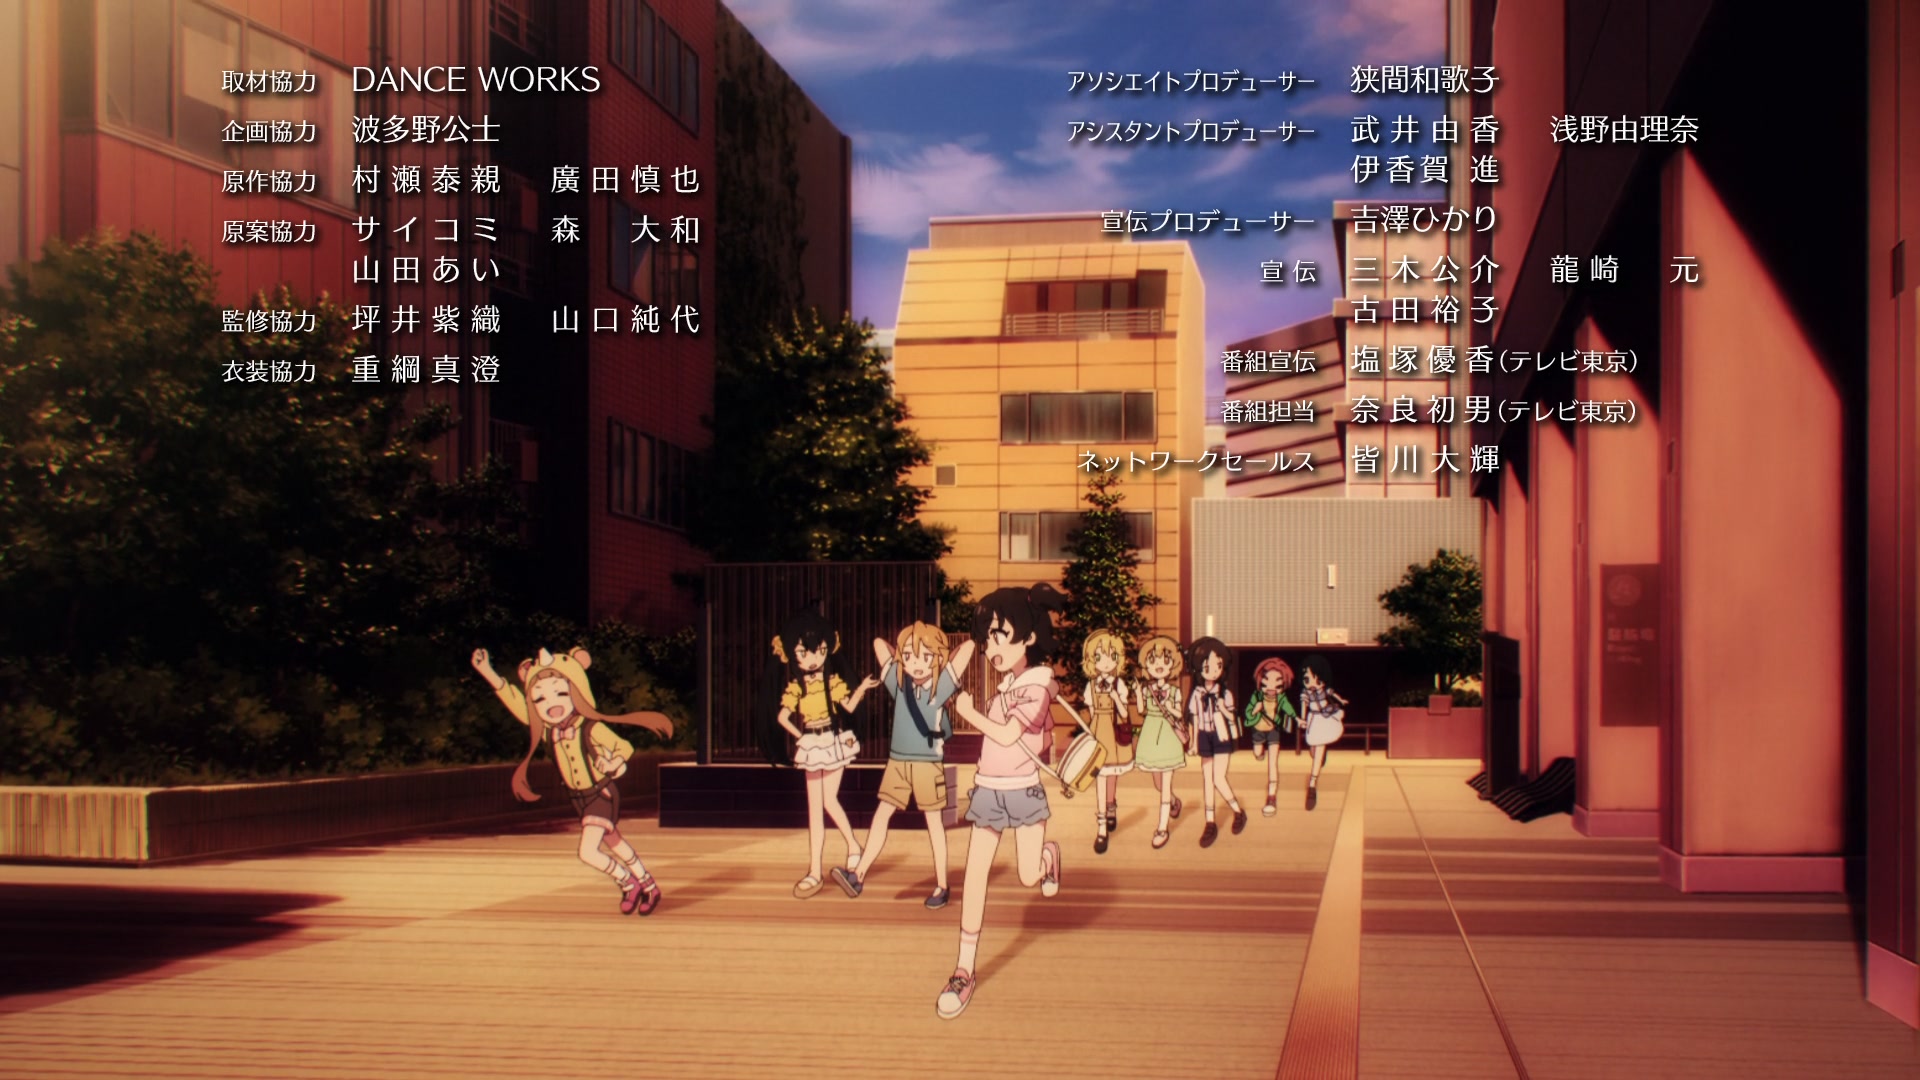 取材協力 DANCE WORKS
企画協力 波多野公士
原作協力 村瀬泰親 廣田慎也
原案協力 サイコミ 森 大和
山田あい
監修協力 坪井紫織 山口純代
衣装協力 重綱真澄
アソシエイトプロデューサー 狭間和歌子
アシスタントプロデューサー 武井由香 浅野由理奈
伊香賀 進
宣伝プロデューサー 吉澤ひかり
宣伝 三木公介 龍崎 元
古田裕子
番組宣伝 塩塚優香(テレビ東京)
番組担当 奈良初男(テレビ東京)
ネットワークセールス 皆川大輝